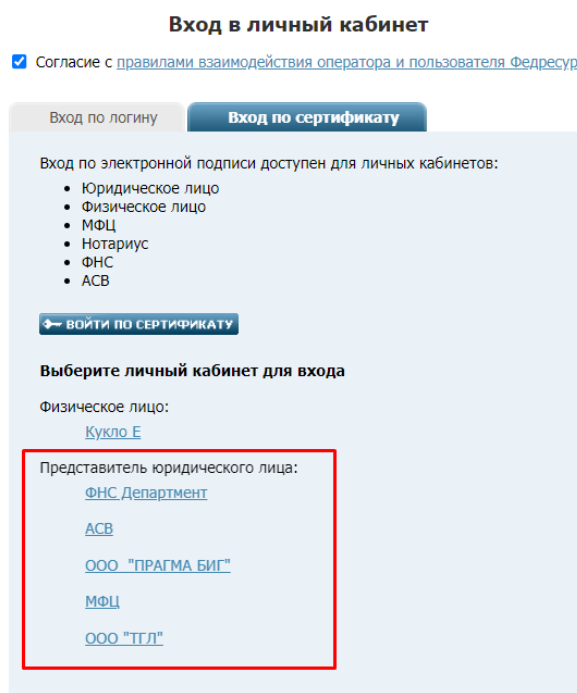 Вход в личный кабинет
Согласие с правилами взаимодействия оператора и пользователя Федресур
Вход по логину
Вход по сертификату
Вход по электронной подписи доступен для личных кабинетов:
• Юридическое лицо
• Физическое лицо
• МФЦ
• Нотариус
• ФНС
• АСВ
ВОЙТИ ПО СЕРТИФИКАТУ
Выберите личный кабинет для входа
Физическое лицо:
Кукло Е
Представитель юридического лица:
ФНС Департмент
АСВ
ООО "ПРАГМА БИГ"
МФЦ
ООО "ТГЛ"